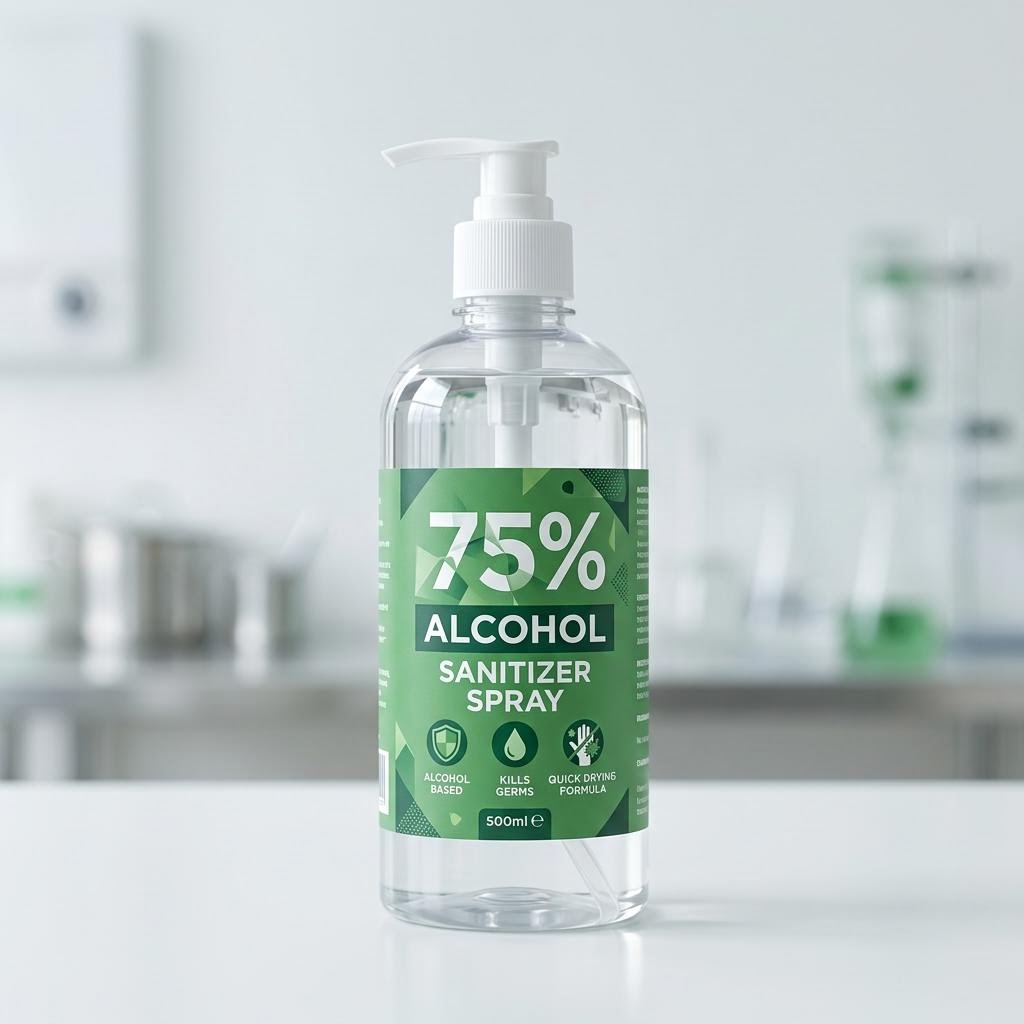 75%
ALCOHOL
SANITIZER
SPRAY
ALCOHOL
BASED
KILLS
GERMS
QUICK DRYING
FORMULA
500ml ℮